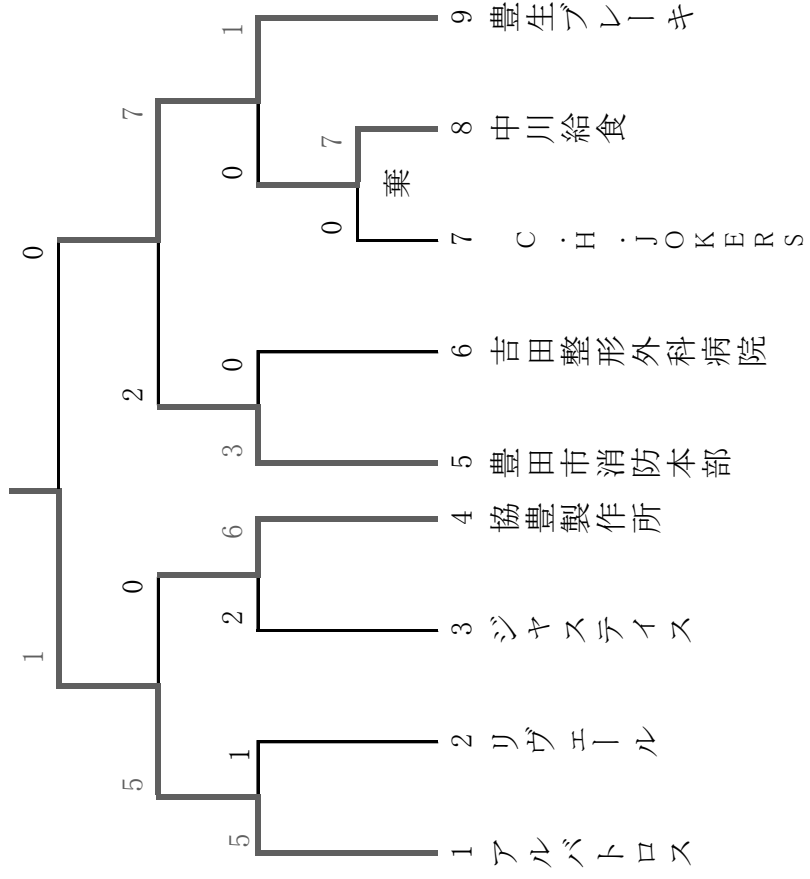 1 アルバトロス
2 リヴェール
3 ジャスティス
4 協豊製作所
5 豊田市消防本部
6 吉田整形外科病院
7 C.H.JOKERS
8 中川給食
9 豊生ブレーキ
5
1
2
6
3
0
0
7
棄
0
1
5
0
2
7
1
0